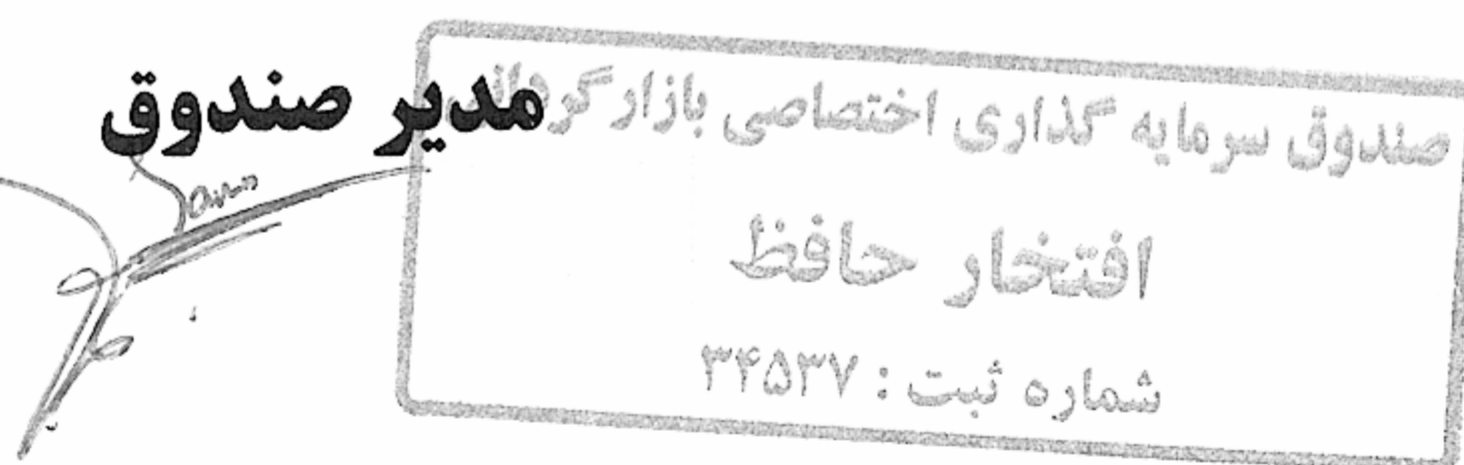 مدیر صندوق
صندوق سرمایه گذاری اختصاصی بازارگردانی
افتخار حافظ
شماره ثبت : ۳۴۵۳۷